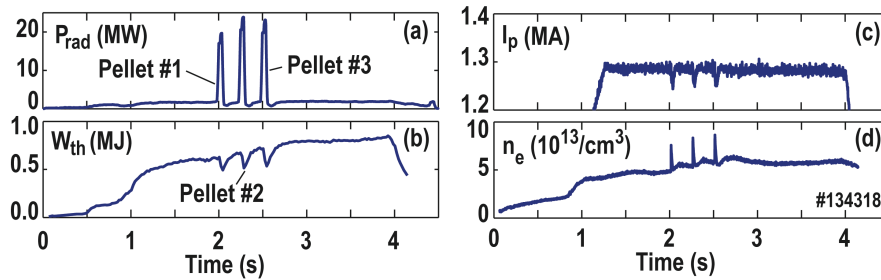 P_rad (MW)
(a)
20
10
0
Pellet #1
Pellet #3
W_th (MJ)
(b)
1.0
0.5
0.0
Pellet #2
0 1 2 3 4
Time (s)
1.4
I_p (MA)
(c)
1.3
1.2
10
n_e (10^13/cm^3)
(d)
5
0
#134318
0 1 2 3 4
Time (s)